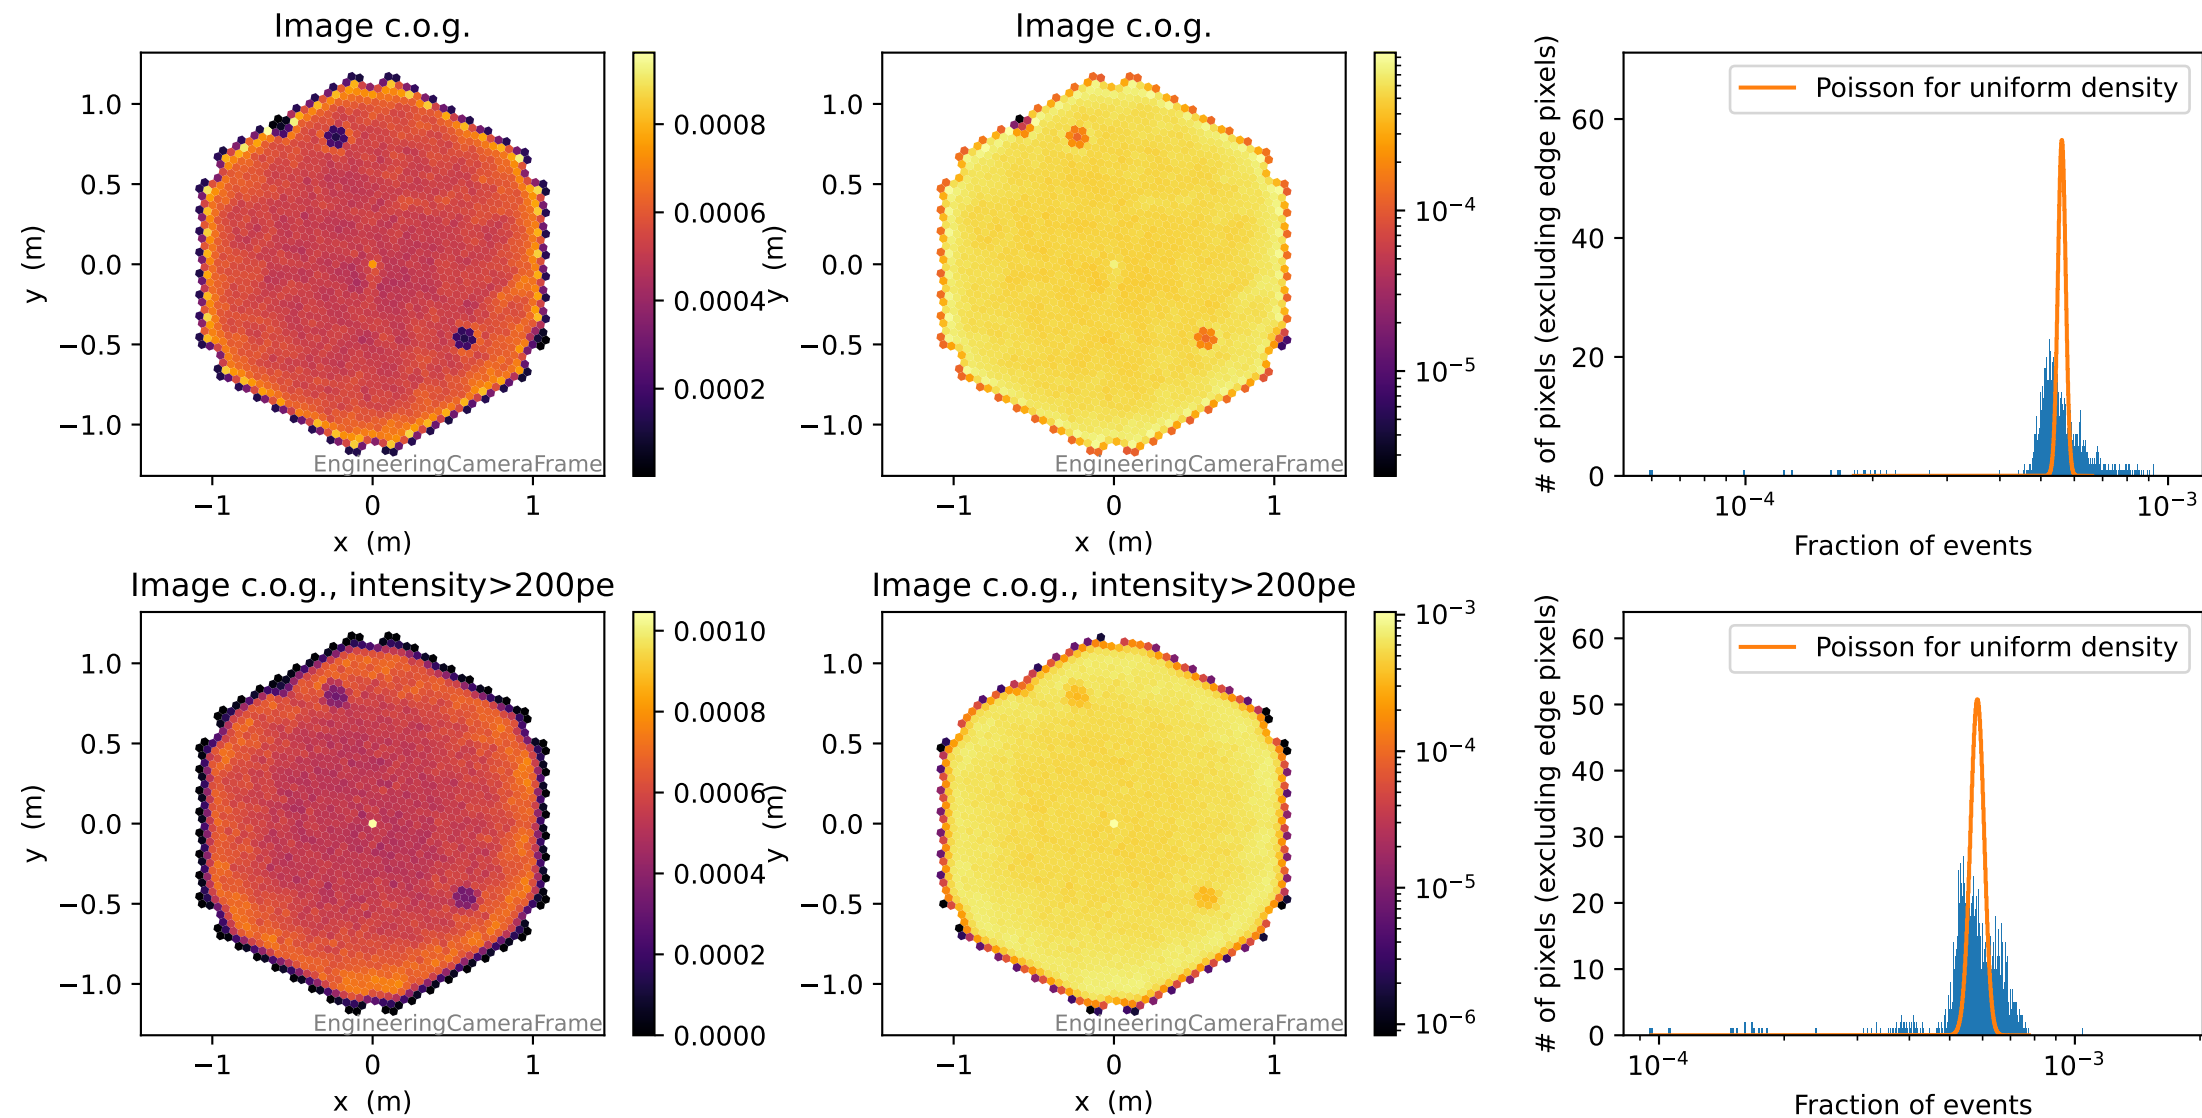 Image c.o.g.
1.0
0.5
0.0
−0.5
−1.0
y (m)
−1
0
1
x (m)
EngineeringCameraFrame
0.0008
0.0006
0.0004
0.0002
Image c.o.g.
1.0
0.5
0.0
−0.5
−1.0
y (m)
−1
0
1
x (m)
EngineeringCameraFrame
10⁻⁴
10⁻⁵
Poisson for uniform density
# of pixels (excluding edge pixels)
60
40
20
0
10⁻⁴
10⁻³
Fraction of events
Image c.o.g., intensity>200pe
1.0
0.5
0.0
−0.5
−1.0
y (m)
−1
0
1
x (m)
EngineeringCameraFrame
0.0010
0.0008
0.0006
0.0004
0.0002
0.0000
Image c.o.g., intensity>200pe
1.0
0.5
0.0
−0.5
−1.0
y (m)
−1
0
1
x (m)
EngineeringCameraFrame
10⁻³
10⁻⁴
10⁻⁵
10⁻⁶
Poisson for uniform density
# of pixels (excluding edge pixels)
60
50
40
30
20
10
0
10⁻⁴
10⁻³
Fraction of events